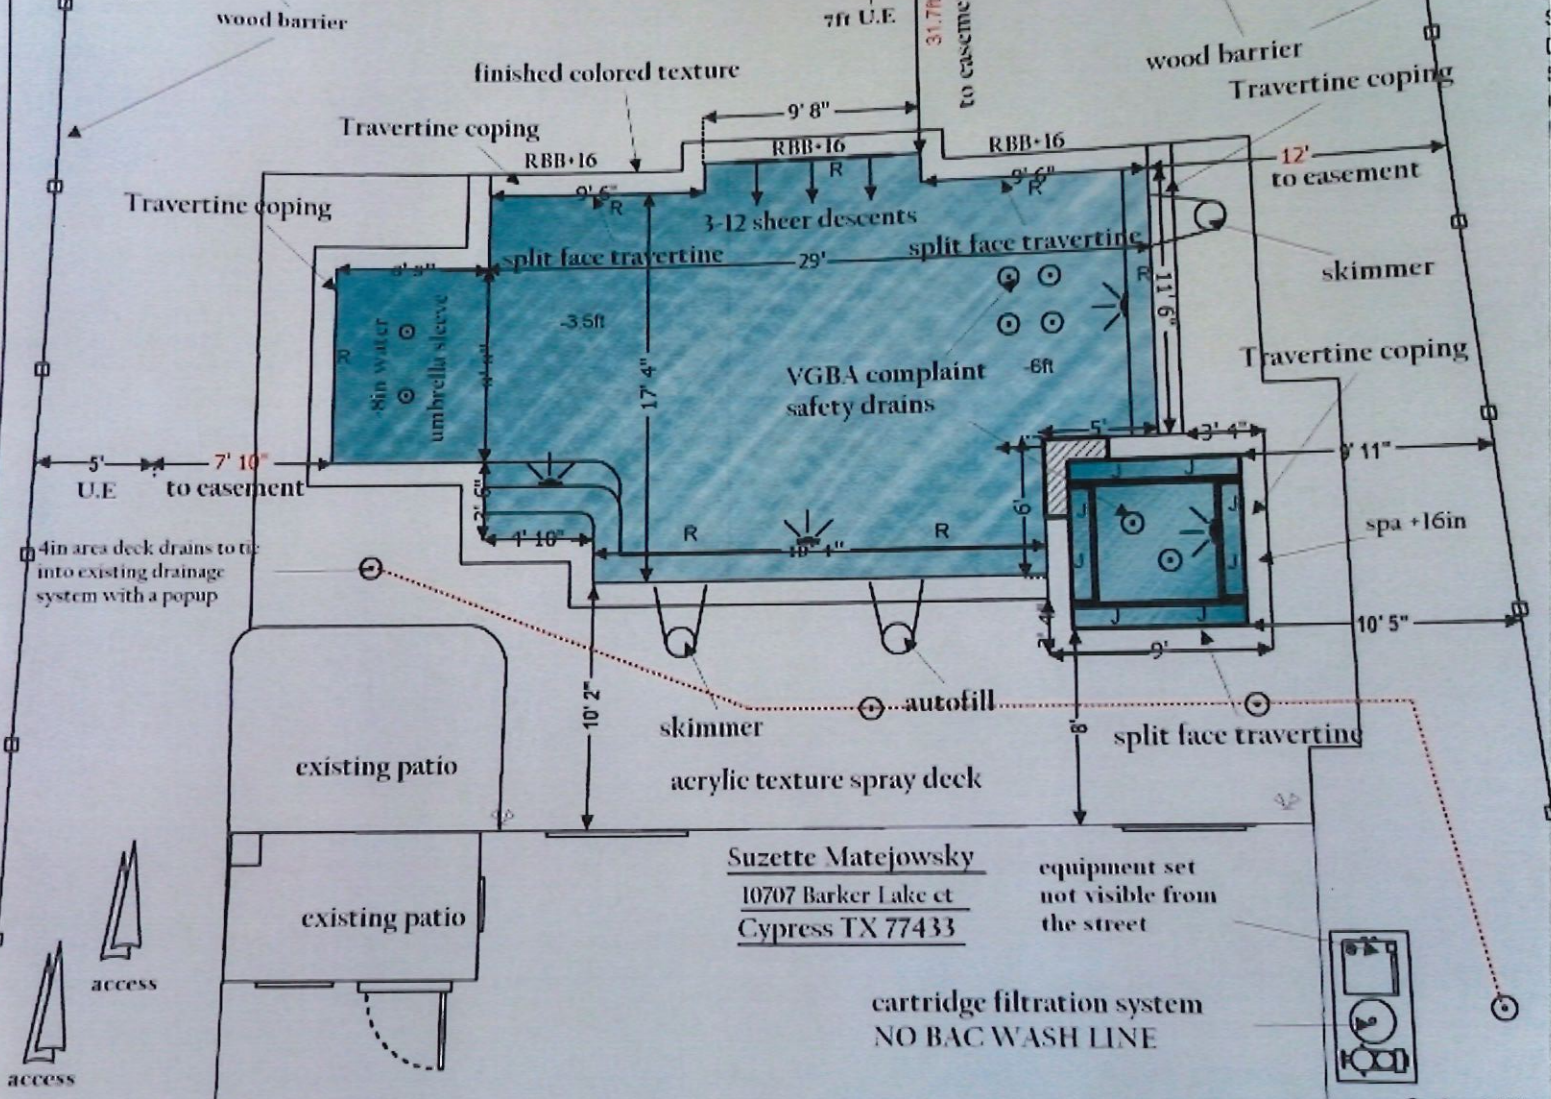 wood barrier
7ft U.E
31.7ft
to easeme
wood barrier
finished colored texture
Travertine coping
9' 8"
Travertine coping
RBB+16
RBB+16
RBB+16
12'
to easement
Travertine coping
9' 6"
R
R
9' 6"
R
3-12 sheer descents
split face travertine
split face travertine
29'
skimmer
R
11' 6"
8in water
umbrella sleeve
R
-3.5ft
17' 4"
VGBA complaint
safety drains
-6ft
Travertine coping
5'
3' 4"
9' 11"
5'
U.E
7' 10"
to easement
2' 6"
4' 10"
R
R
6'
J
J
J
J
J
J
J
J
spa +16in
4in area deck drains to tie
into existing drainage
system with a popup
10' 5"
9'
10' 2"
8'
skimmer
autofill
split face travertine
existing patio
acrylic texture spray deck
Suzette Matejowsky
10707 Barker Lake ct
Cypress TX 77433
equipment set
not visible from
the street
existing patio
access
access
cartridge filtration system
NO BAC WASH LINE